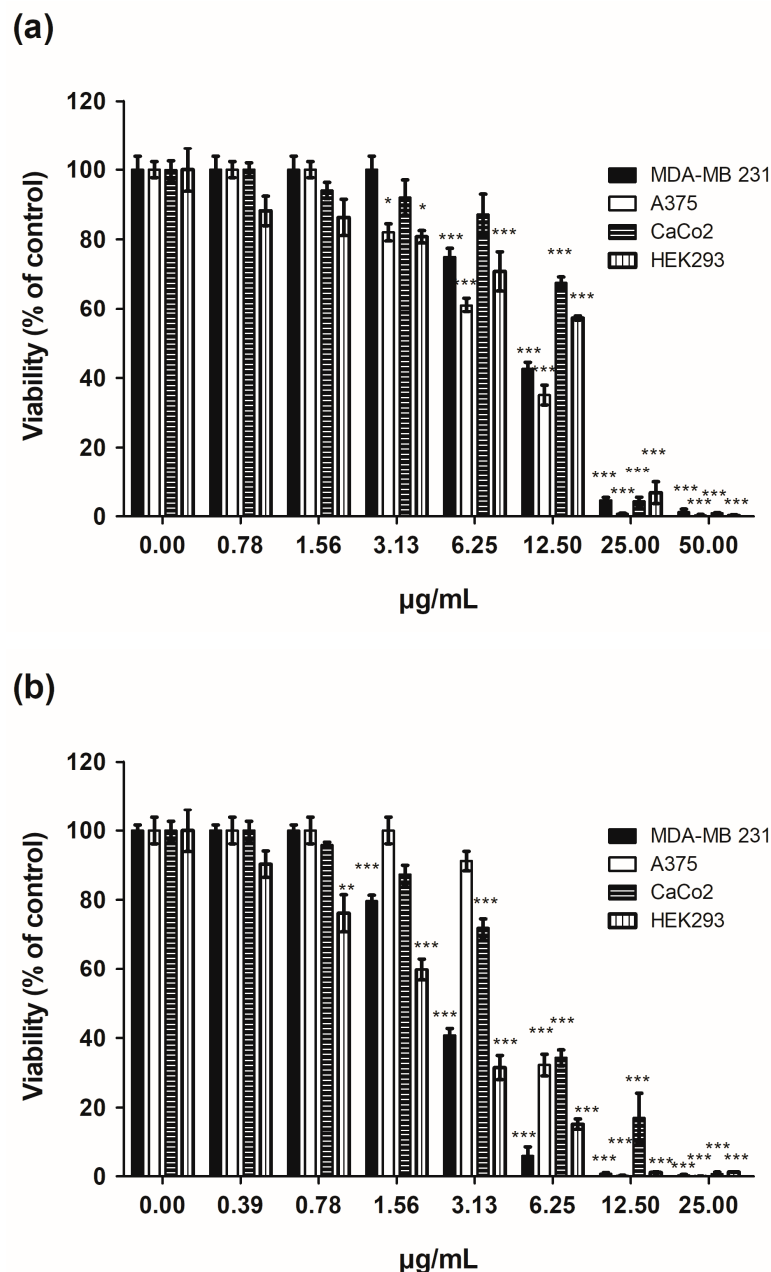 (a)
120
100
80
60
40
20
0
Viability (% of control)
MDA-MB 231
A375
CaCo2
HEK293
* *
*** *** ***
*** *** *** ***
*** *** *** ***
*** *** *** ***
0.00 0.78 1.56 3.13 6.25 12.50 25.00 50.00
µg/mL
(b)
120
100
80
60
40
20
0
Viability (% of control)
MDA-MB 231
A375
CaCo2
HEK293
**
*** ***
*** *** ***
*** *** *** ***
*** *** *** ***
*** *** *** ***
0.00 0.39 0.78 1.56 3.13 6.25 12.50 25.00
µg/mL